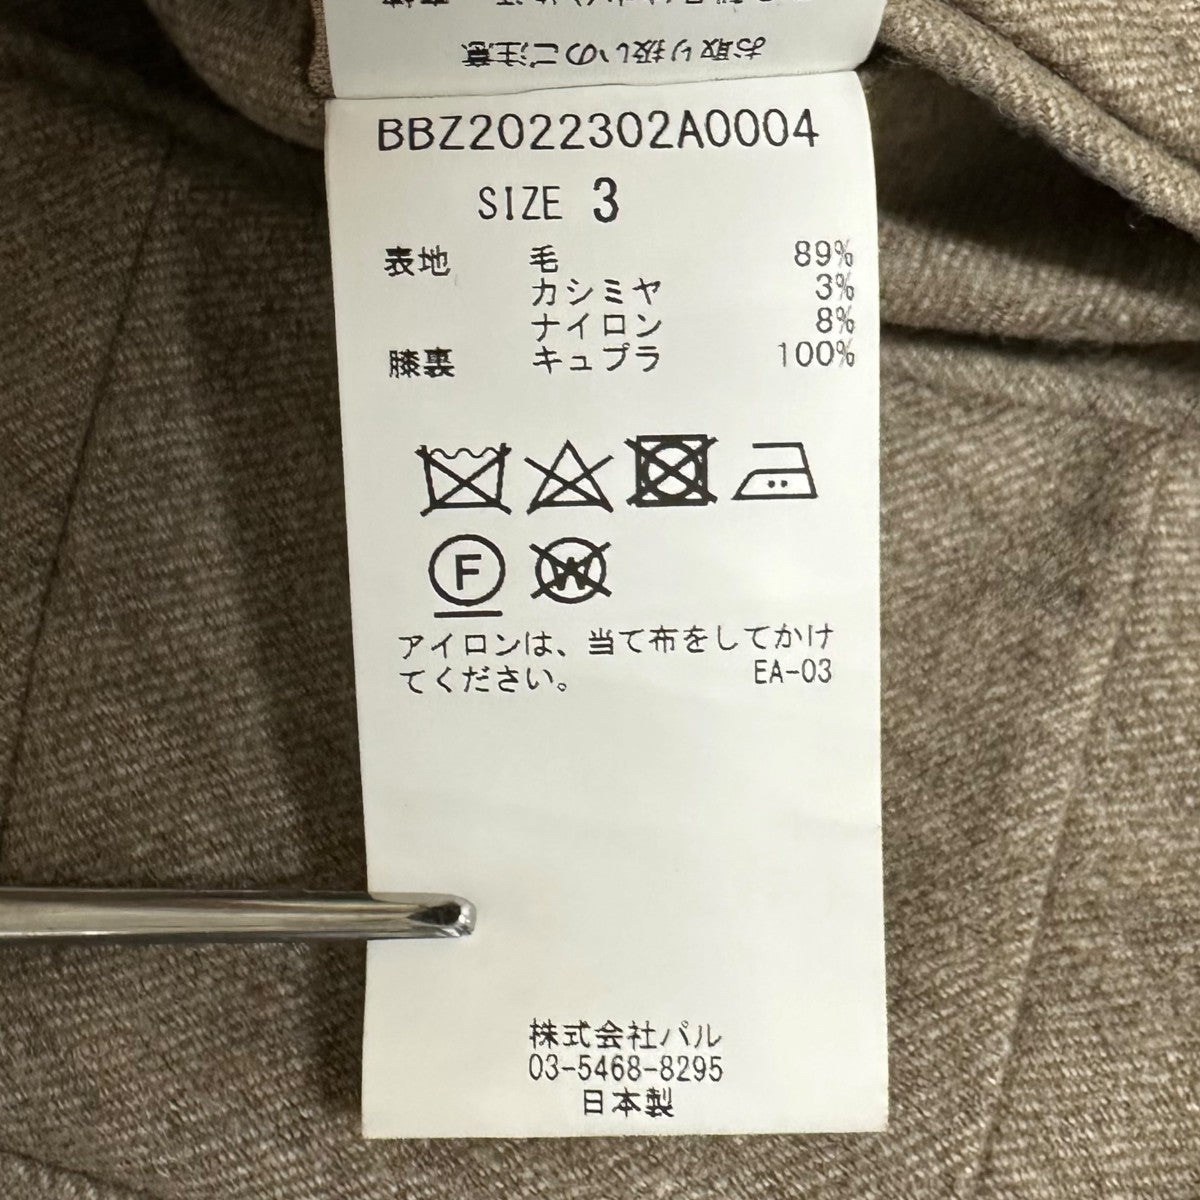 お取り扱いのご注意
BBZ2022302A0004
SIZE 3
表地 毛 89%
カシミヤ 3%
ナイロン 8%
膝裏 キュプラ 100%
F W
アイロンは、当て布をしてかけ
てください。 EA-03
株式会社パル
03-5468-8295
日本製